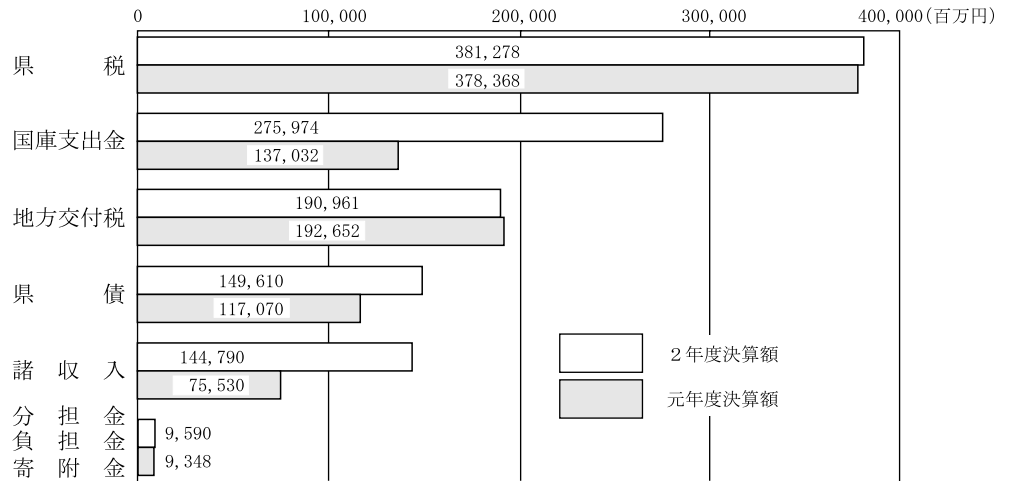 0 100,000 200,000 300,000 400,000(百万円)
県税
381,278
378,368
国庫支出金
275,974
137,032
地方交付税
190,961
192,652
県債
149,610
117,070
諸収入
144,790
75,530
２年度決算額
元年度決算額
分担金
負担金
寄附金
9,590
9,348